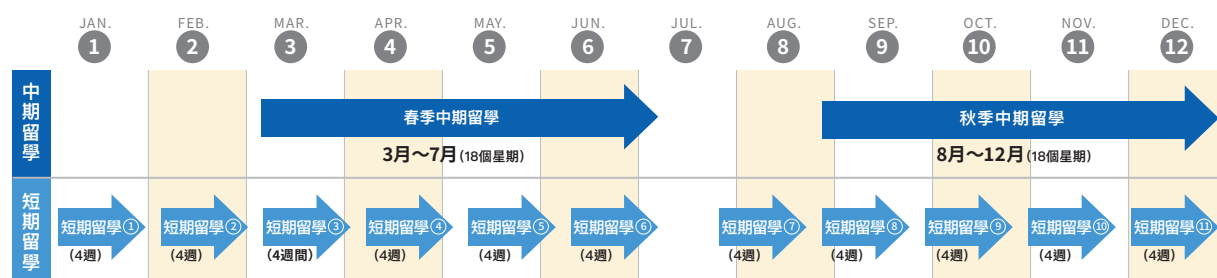 JAN. FEB. MAR. APR. MAY. JUN. JUL. AUG. SEP. OCT. NOV. DEC.
1 2 3 4 5 6 7 8 9 10 11 12
中期留學
春季中期留學 秋季中期留學
3月～7月(18個星期) 8月～12月(18個星期)
短期留學
短期留學① 短期留學② 短期留學③ 短期留學④ 短期留學⑤ 短期留學⑥ 短期留學⑦ 短期留學⑧ 短期留學⑨ 短期留學⑩ 短期留學⑪
(4週) (4週) (4週間) (4週) (4週) (4週) (4週) (4週) (4週) (4週) (4週)